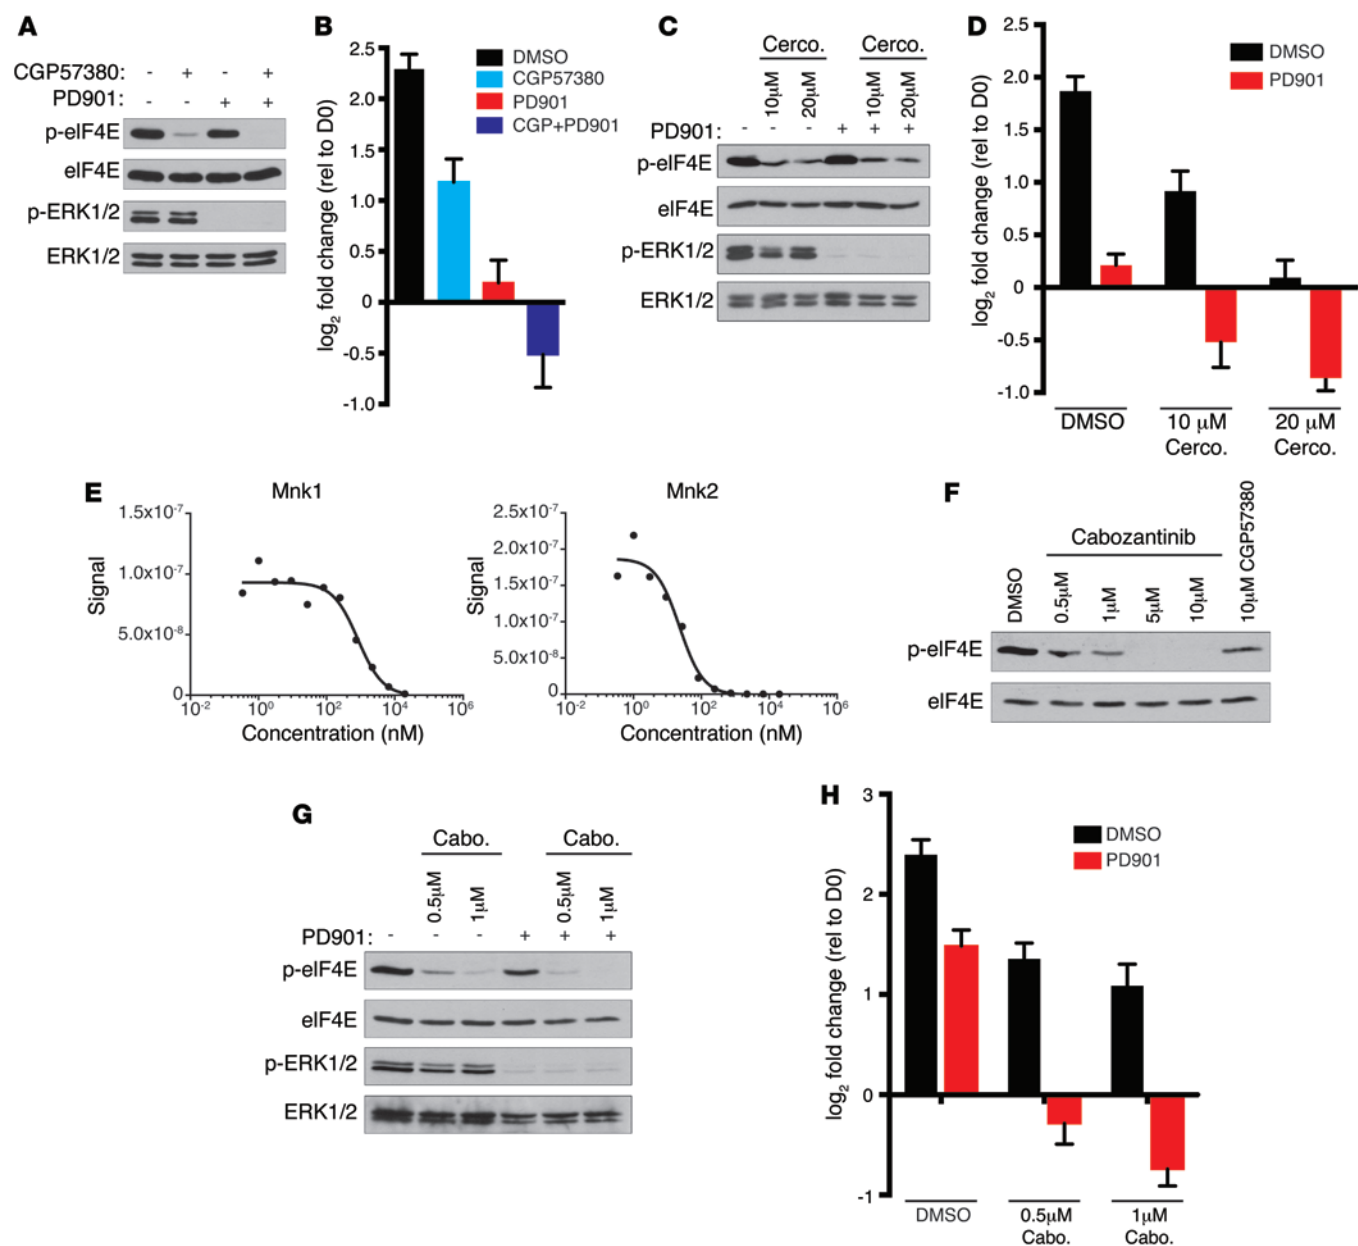 A
CGP57380: - + - +
PD901: - - + +
p-eIF4E
eIF4E
p-ERK1/2
ERK1/2
B
log2 fold change (rel to D0)
2.5
2.0
1.5
1.0
0.5
0
-0.5
-1.0
DMSO
CGP57380
PD901
CGP+PD901
C
Cerco. Cerco.
10µM 20µM 10µM 20µM
PD901: - - - + + +
p-eIF4E
eIF4E
p-ERK1/2
ERK1/2
D
log2 fold change (rel to D0)
2.5
2.0
1.5
1.0
0.5
0
-0.5
-1.0
DMSO
PD901
DMSO 10 µM 20 µM
Cerco. Cerco.
E
Mnk1
Signal
1.5x10-7
1.0x10-7
5.0x10-8
0
10-2 100 102 104 106
Concentration (nM)
Mnk2
Signal
2.5x10-7
2.0x10-7
1.5x10-7
1.0x10-7
5.0x10-8
0
10-2 100 102 104 106
Concentration (nM)
F
Cabozantinib
DMSO 0.5µM 1µM 5µM 10µM 10µM CGP57380
p-eIF4E
eIF4E
G
Cabo. Cabo.
0.5µM 1µM 0.5µM 1µM
PD901: - - - + + +
p-eIF4E
eIF4E
p-ERK1/2
ERK1/2
H
log2 fold change (rel to D0)
3
2
1
0
-1
DMSO
PD901
DMSO 0.5µM 1µM
Cabo. Cabo.